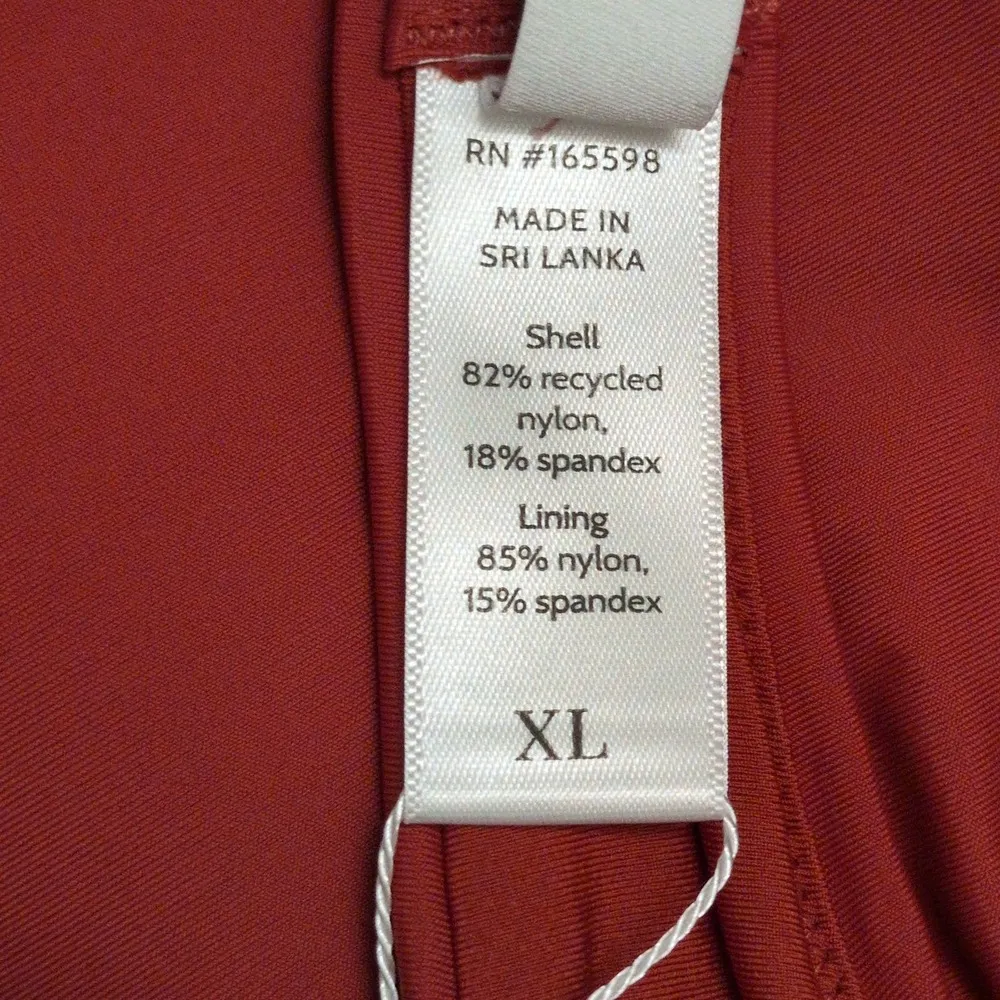 RN #165598
MADE IN
SRI LANKA
Shell
82% recycled
nylon,
18% spandex
Lining
85% nylon,
15% spandex
XL